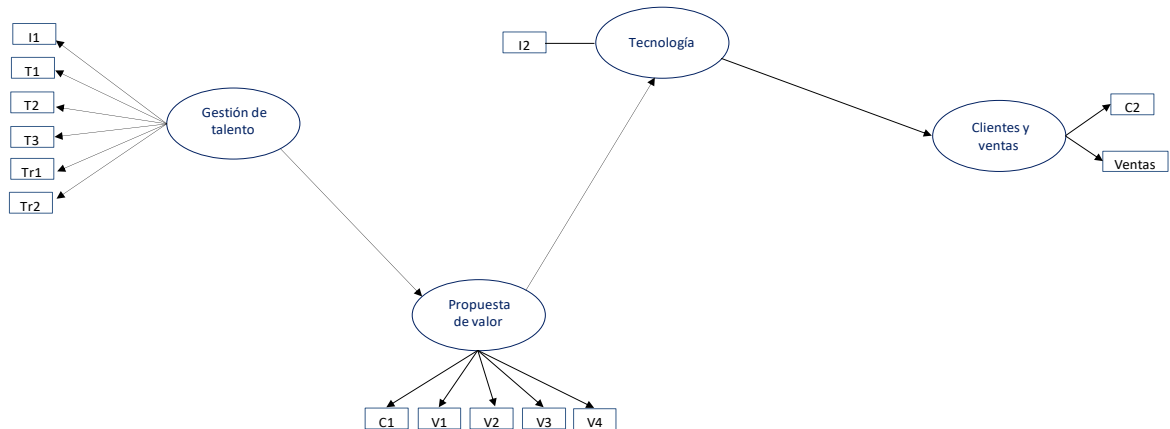 I1
T1
T2
T3
Tr1
Tr2
Gestión de
talento
I2
Tecnología
Clientes y
ventas
C2
Ventas
Propuesta
de valor
C1
V1
V2
V3
V4